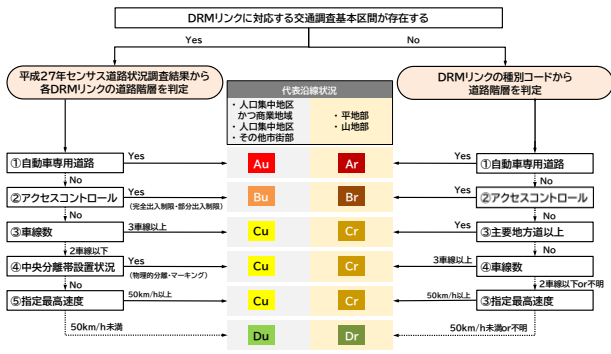 DRMリンクに対応する交通調査基本区間が存在する
Yes
No
平成27年センサス道路状況調査結果から
各DRMリンクの道路階層を判定
DRMリンクの種別コードから
道路階層を判定
代表沿線状況
・人口集中地区
かつ商業地域
・人口集中地区
・その他市街部
・平地部
・山地部
①自動車専用道路
Yes
Au
Ar
Yes
①自動車専用道路
No
No
②アクセスコントロール
Yes
(完全出入制限・部分出入制限)
Bu
Br
Yes
②アクセスコントロール
No
No
③車線数
3車線以上
Cu
Cr
Yes
③主要地方道以上
2車線以下
No
④中央分離帯設置状況
Yes
(物理的分離・マーキング)
Cu
Cr
3車線以上
④車線数
No
2車線以下or不明
⑤指定最高速度
50km/h以上
Cu
Cr
50km/h以上
③指定最高速度
50km/h未満
Du
Dr
50km/h未満or不明